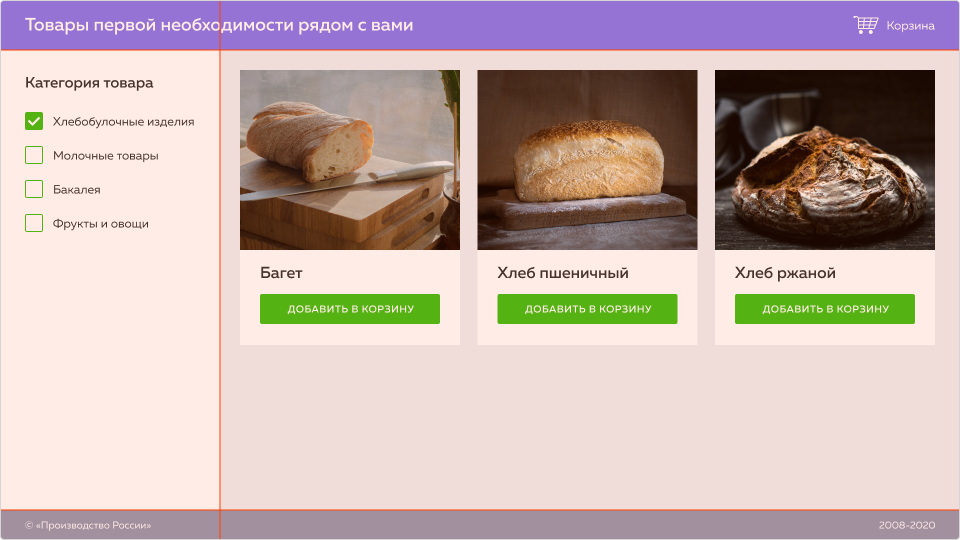 Товары первой необходимости рядом с вами
Корзина
Категория товара
Хлебобулочные изделия
Молочные товары
Бакалея
Фрукты и овощи
Багет
ДОБАВИТЬ В КОРЗИНУ
Хлеб пшеничный
ДОБАВИТЬ В КОРЗИНУ
Хлеб ржаной
ДОБАВИТЬ В КОРЗИНУ
© «Производство России»
2008-2020